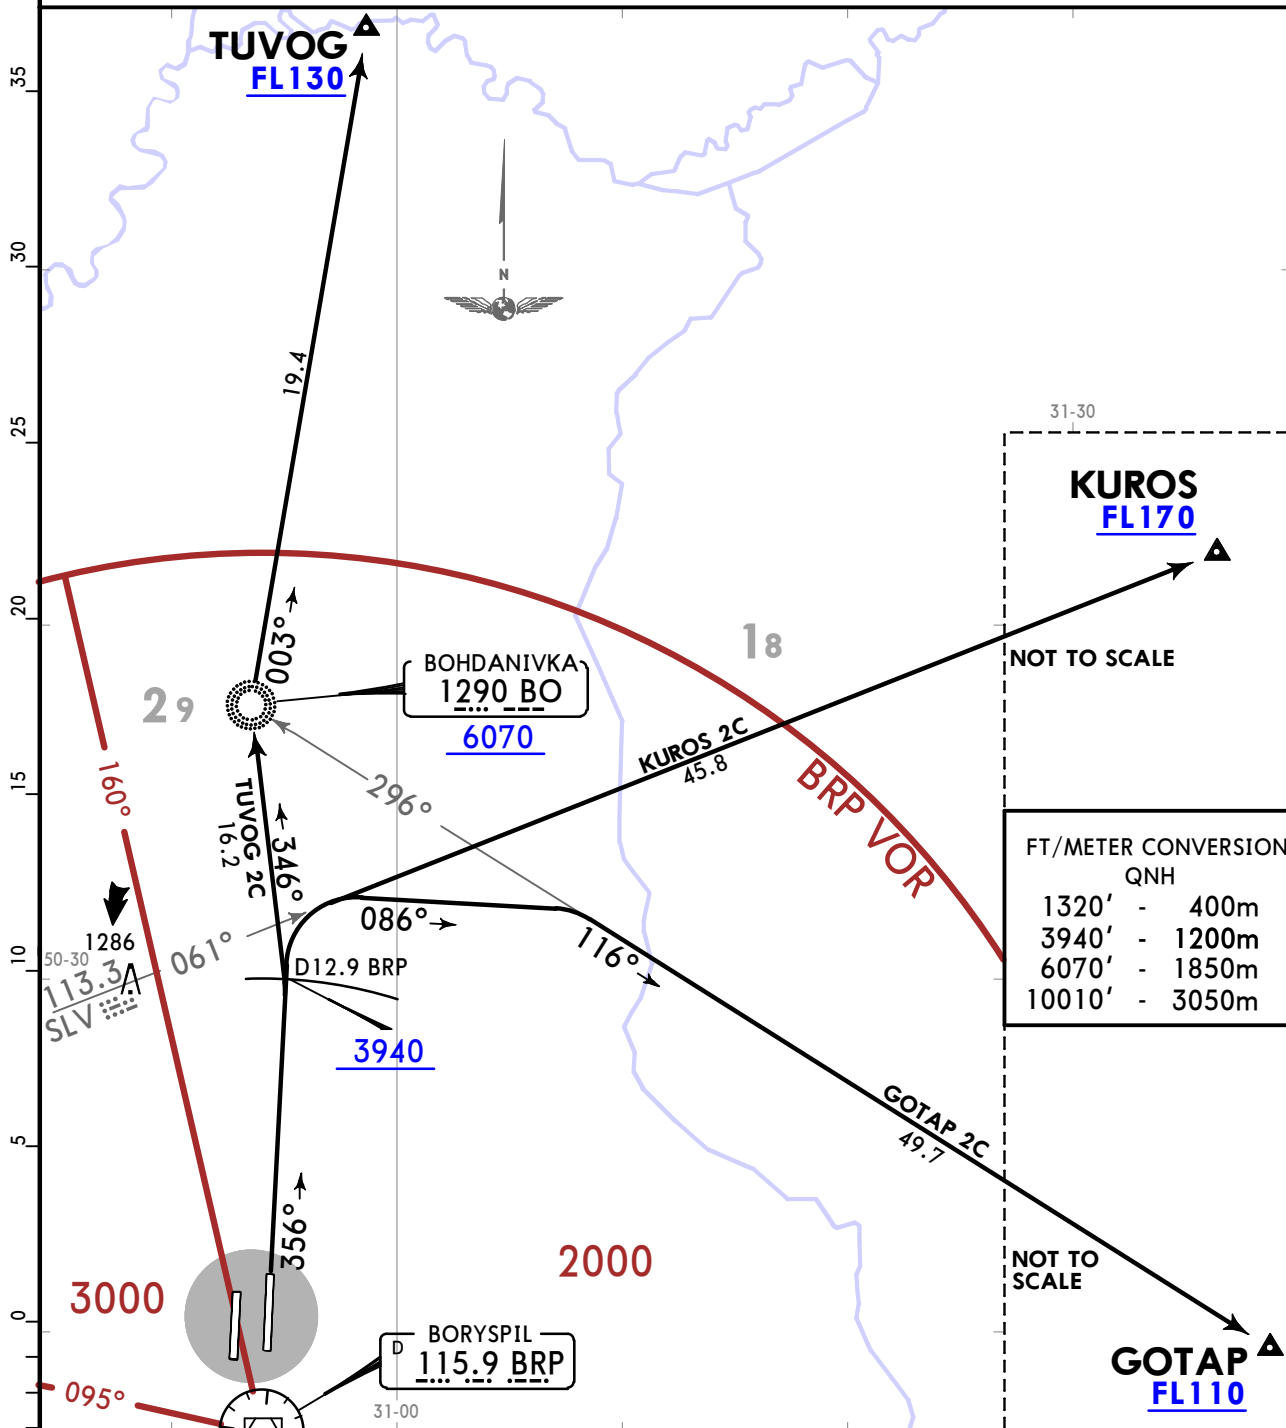 TUVOG
FL130
35
30
N
19.4
25
31-30
KUROS
FL170
20
003°
18
NOT TO SCALE
BOHDANIVKA
1290 BO
6070
29
KUROS 2C
45.8
296°
15
160°
TUVOG 2C
16.2
346°
BRP VOR
FT/METER CONVERSION
QNH
1320' - 400m
3940' - 1200m
6070' - 1850m
10010' - 3050m
086°
116°
1286
061°
50-30
113.3
SLV
10
D12.9 BRP
3940
GOTAP 2C
49.7
5
356°
2000
NOT TO
SCALE
3000
0
BORYSPIL
D
115.9 BRP
GOTAP
FL110
095°
31-00